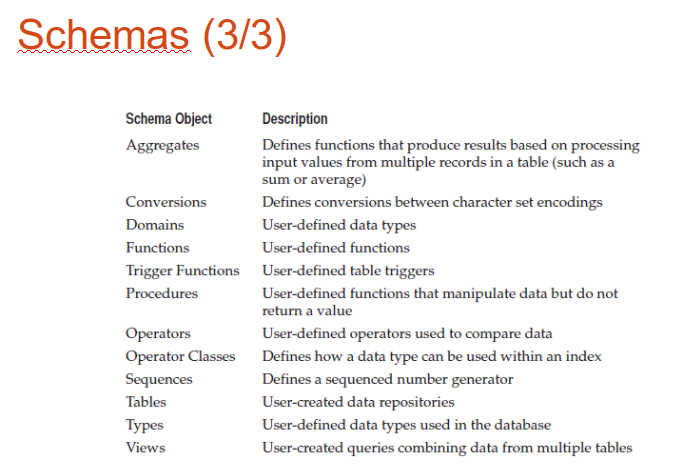 Schemas (3/3)
Schema Object Description
Aggregates Defines functions that produce results based on processing
input values from multiple records in a table (such as a
sum or average)
Conversions Defines conversions between character set encodings
Domains User-defined data types
Functions User-defined functions
Trigger Functions User-defined table triggers
Procedures User-defined functions that manipulate data but do not
return a value
Operators User-defined operators used to compare data
Operator Classes Defines how a data type can be used within an index
Sequences Defines a sequenced number generator
Tables User-created data repositories
Types User-defined data types used in the database
Views User-created queries combining data from multiple tables